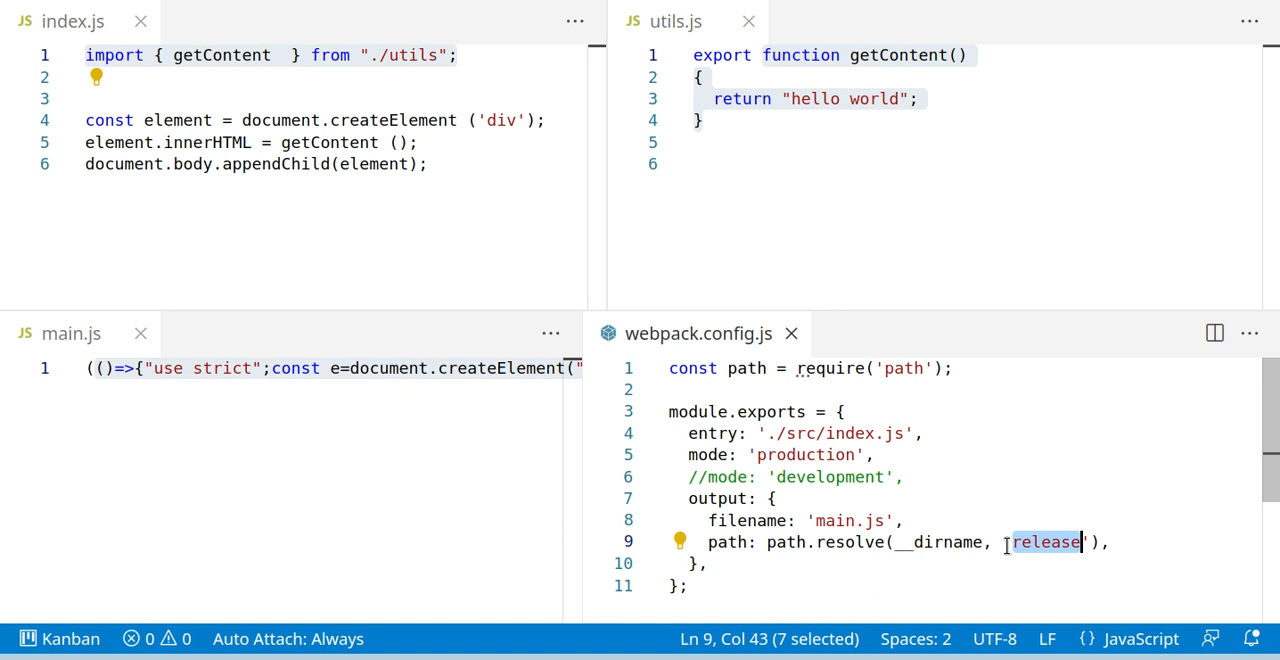 JS index.js
1 import { getContent  } from "./utils";
2
3
4 const element = document.createElement ('div');
5 element.innerHTML = getContent ();
6 document.body.appendChild(element);
JS utils.js
1 export function getContent()
2 {
3   return "hello world";
4 }
5
6
JS main.js
1 (()=>{"use strict";const e=document.createElement("
webpack.config.js
1 const path = require('path');
2
3 module.exports = {
4   entry: './src/index.js',
5   mode: 'production',
6   //mode: 'development',
7   output: {
8     filename: 'main.js',
9     path: path.resolve(__dirname, 'release'),
10   },
11 };
Kanban 0 0 Auto Attach: Always Ln 9, Col 43 (7 selected) Spaces: 2 UTF-8 LF {} JavaScript